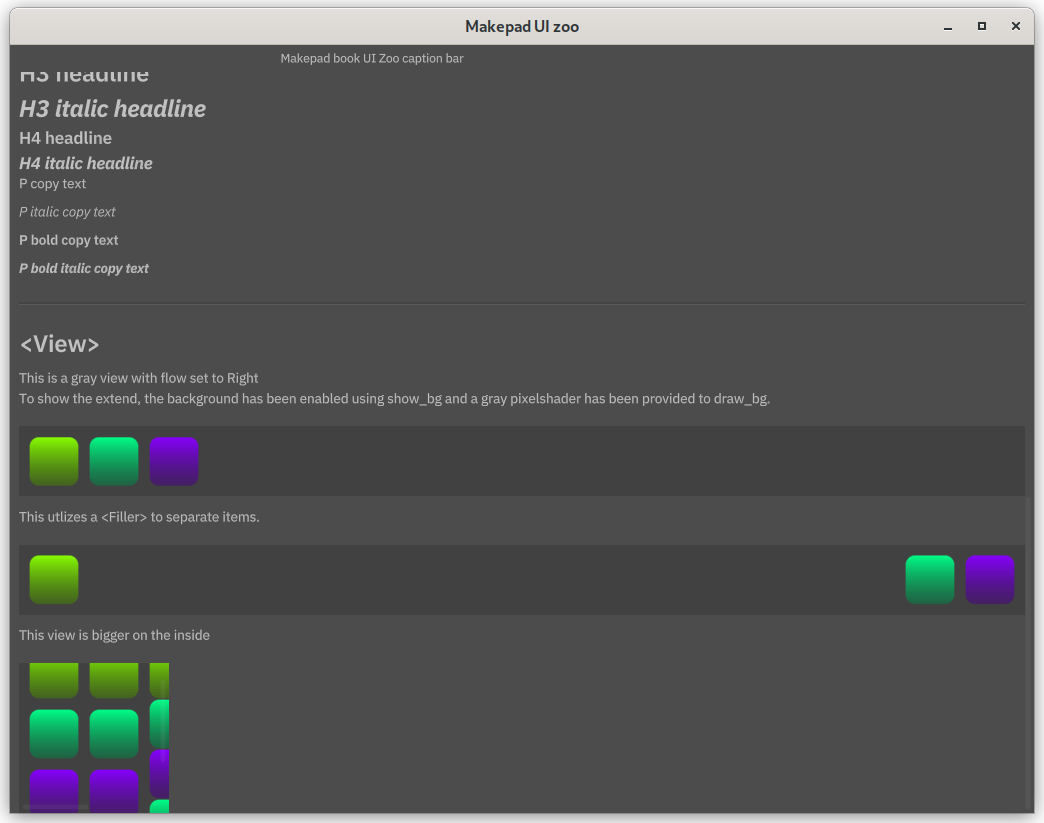 Makepad UI zoo
Makepad book UI Zoo caption bar
H3 headline
H3 italic headline
H4 headline
H4 italic headline
P copy text
P italic copy text
P bold copy text
P bold italic copy text
<View>
This is a gray view with flow set to Right
To show the extend, the background has been enabled using show_bg and a gray pixelshader has been provided to draw_bg.
This utlizes a <Filler> to separate items.
This view is bigger on the inside